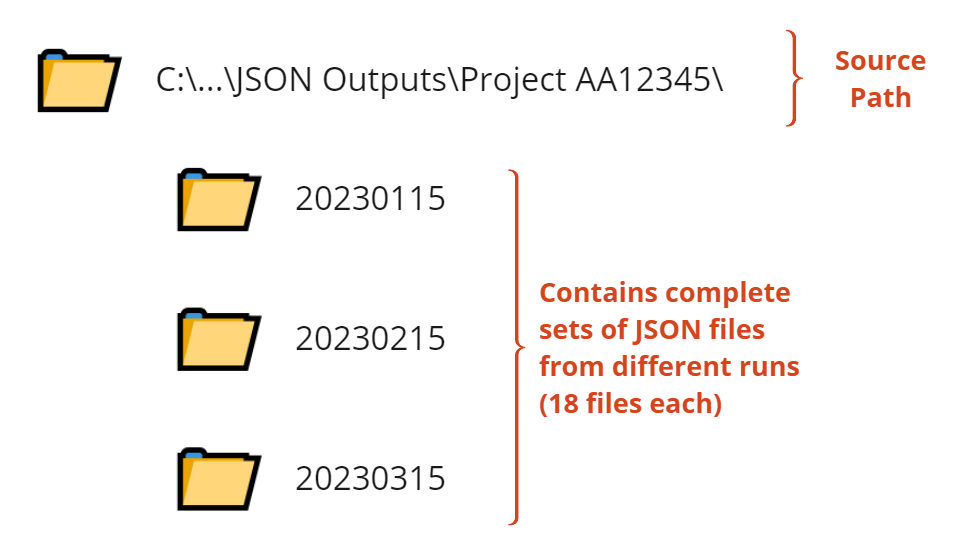 C:\...\JSON Outputs\Project AA12345\
Source
Path
20230115
20230215
Contains complete
sets of JSON files
from different runs
(18 files each)
20230315